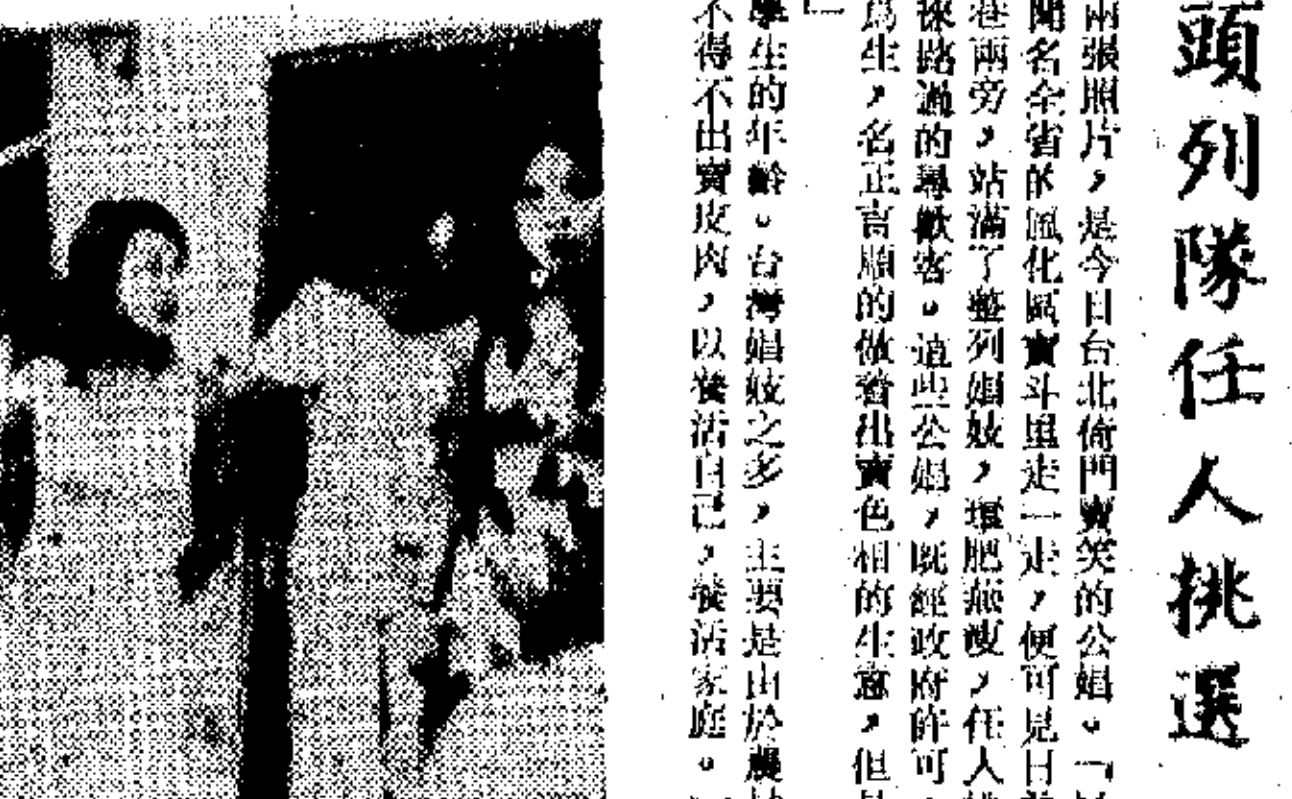 頭列隊任人挑選
兩張照片，是今日台北倚門賣笑的公娼。「
聞名全省的風化區寶斗里走一走，便可見日
巷兩旁，站滿了整列娼妓，環肥燕瘦，任人
路過的尋歡客。這些公娼，既經政府許可，
爲生，名正言順的做着出賣色相的生意，但
」
學生的年齡。台灣娼妓之多，主要是由於農
不得不出賣皮肉，以養活自己，養活家庭。